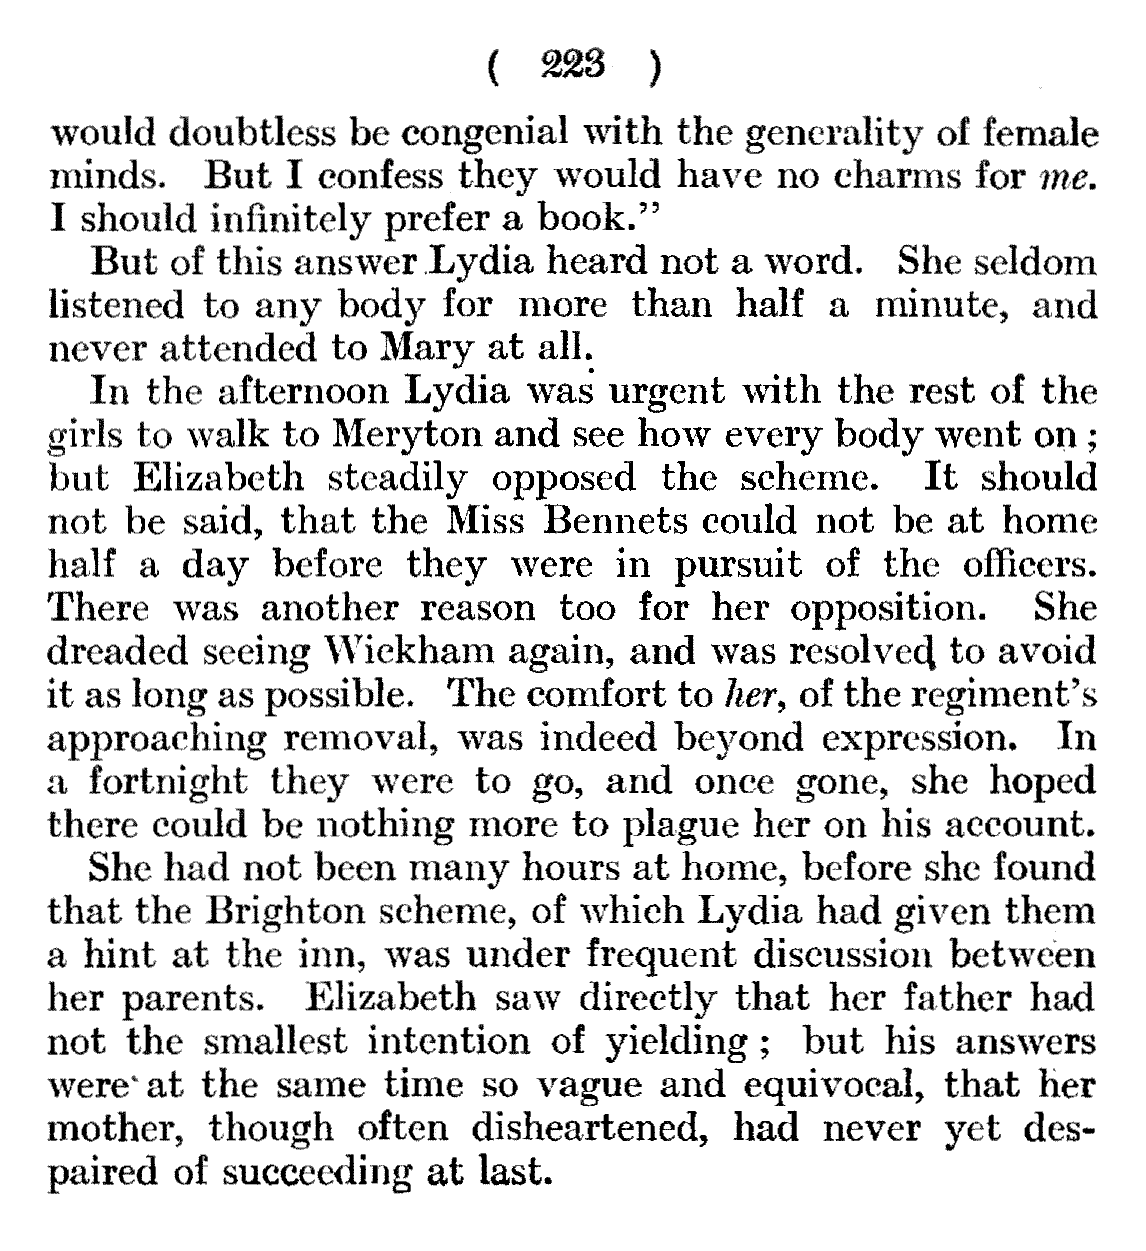 ( 223 )
would doubtless be congenial with the generality of female
minds. But I confess they would have no charms for me.
I should infinitely prefer a book.”
But of this answer Lydia heard not a word. She seldom
listened to any body for more than half a minute, and
never attended to Mary at all.
In the afternoon Lydia was urgent with the rest of the
girls to walk to Meryton and see how every body went on ;
but Elizabeth steadily opposed the scheme. It should
not be said, that the Miss Bennets could not be at home
half a day before they were in pursuit of the officers.
There was another reason too for her opposition. She
dreaded seeing Wickham again, and was resolved to avoid
it as long as possible. The comfort to her, of the regiment’s
approaching removal, was indeed beyond expression. In
a fortnight they were to go, and once gone, she hoped
there could be nothing more to plague her on his account.
She had not been many hours at home, before she found
that the Brighton scheme, of which Lydia had given them
a hint at the inn, was under frequent discussion between
her parents. Elizabeth saw directly that her father had
not the smallest intention of yielding ; but his answers
were at the same time so vague and equivocal, that her
mother, though often disheartened, had never yet des-
paired of succeeding at last.